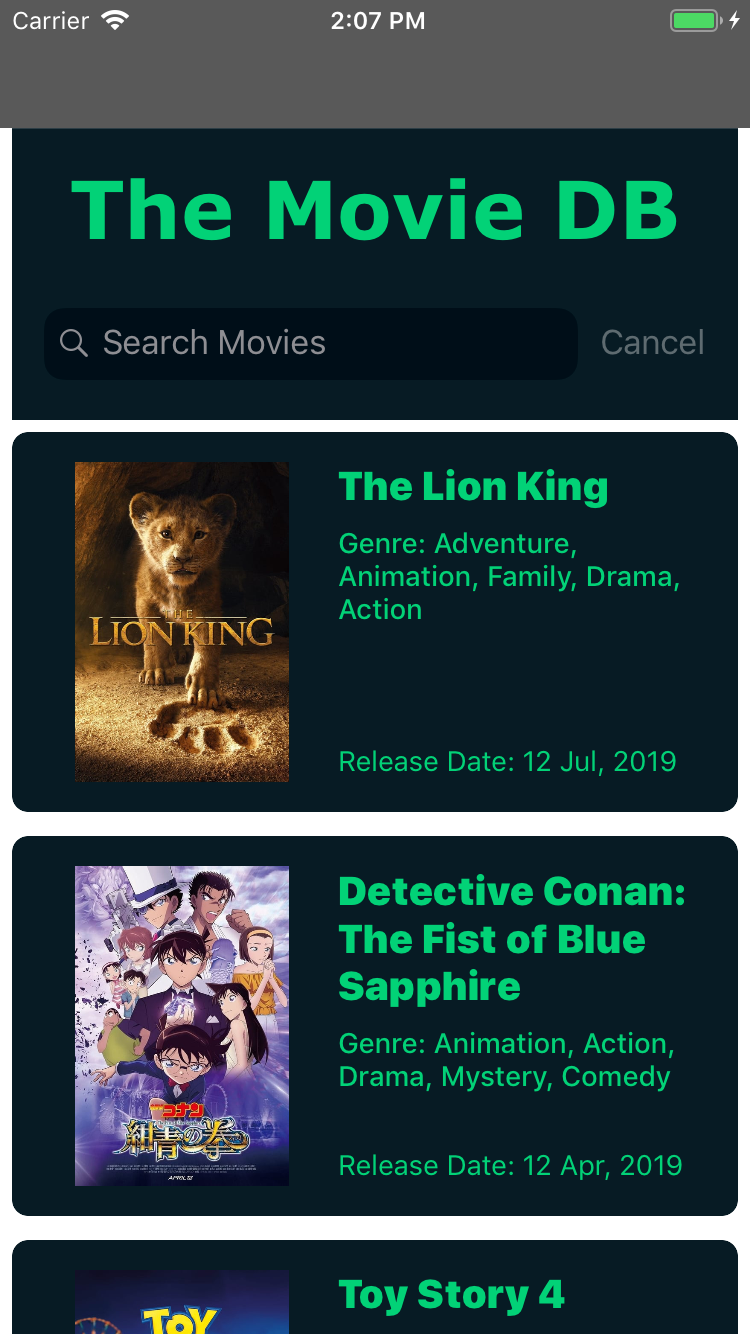 Carrier
2:07 PM
The Movie DB
Search Movies
Cancel
THE
LION KING
The Lion King
Genre: Adventure,
Animation, Family, Drama,
Action
Release Date: 12 Jul, 2019
コナン
紺青の拳
APRIL 12
Detective Conan:
The Fist of Blue
Sapphire
Genre: Animation, Action,
Drama, Mystery, Comedy
Release Date: 12 Apr, 2019
TOY
Toy Story 4